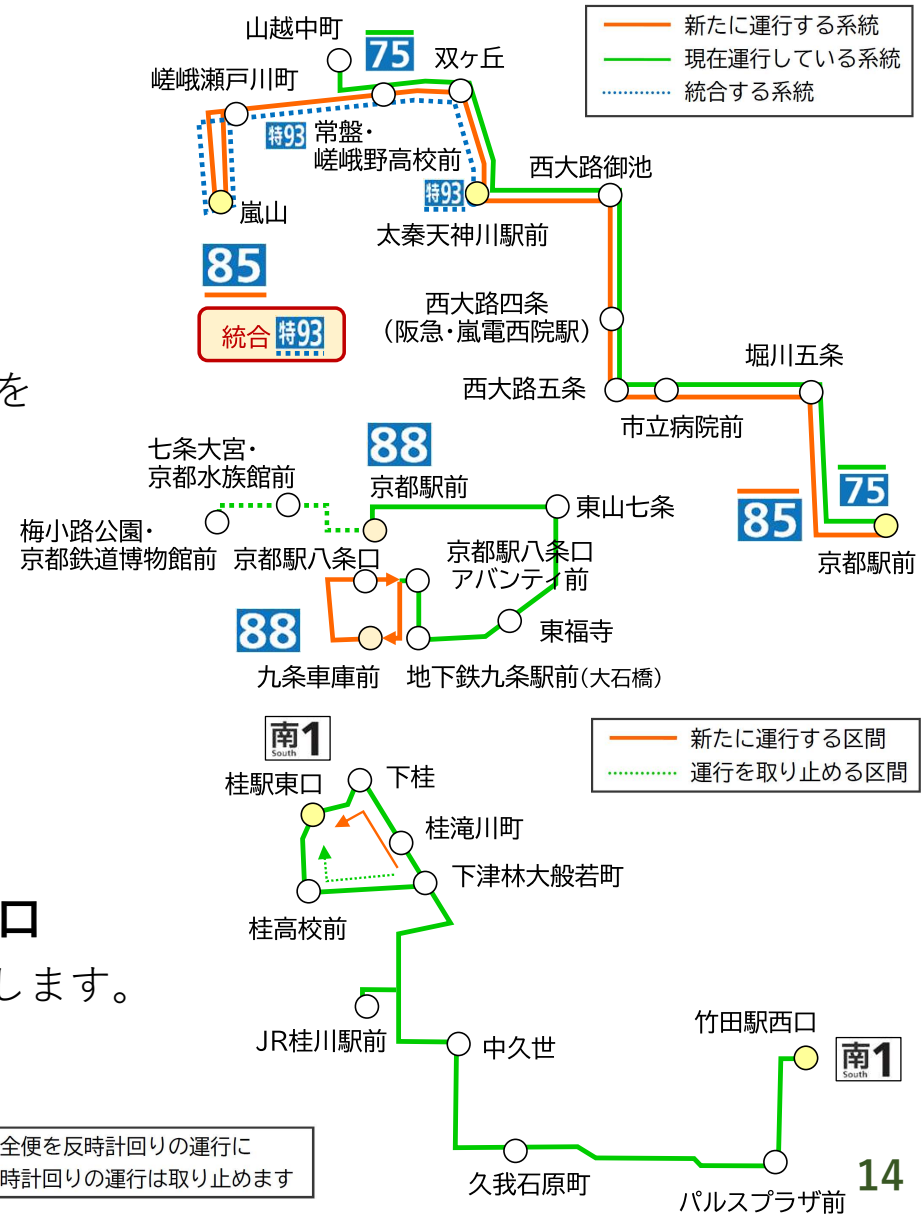 新たに運行する系統
現在運行している系統
統合する系統
山越中町
75
双ヶ丘
嵯峨瀬戸川町
特93
常盤・
嵯峨野高校前
西大路御池
特93
嵐山
太秦天神川駅前
85
統合 特93
西大路四条
（阪急・嵐電西院駅）
堀川五条
西大路五条
を
市立病院前
88
七条大宮・
京都水族館前
京都駅前
75
85
東山七条
梅小路公園・
京都鉄道博物館前
京都駅八条口
京都駅八条口
アバンティ前
京都駅前
88
東福寺
九条車庫前
地下鉄九条駅前(大石橋)
南1
South
新たに運行する区間
運行を取り止める区間
桂駅東口
下桂
桂滝川町
下津林大般若町
口
桂高校前
します。
JR桂川駅前
中久世
竹田駅西口
南1
South
全便を反時計回りの運行に
時計回りの運行は取り止めます
久我石原町
パルスプラザ前
14